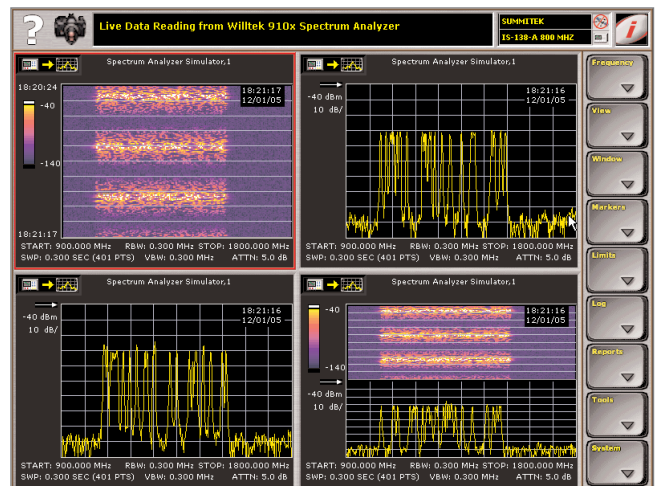 ?
Live Data Reading from Willtek 910x Spectrum Analyzer
SUMMITEK
IS-138-A 800 MHZ
i
Spectrum Analyzer Simulator,1
18:20:24
18:21:17
12/01/05
-40
-140
18:21:17
START: 900.000 MHz RBW: 0.300 MHz STOP: 1800.000 MHz
SWP: 0.300 SEC (401 PTS) VBW: 0.300 MHz ATTN: 5.0 dB
Spectrum Analyzer Simulator,1
-40 dBm
10 dB/
18:21:16
12/01/05
START: 900.000 MHz RBW: 0.300 MHz STOP: 1800.000 MHz
SWP: 0.300 SEC (401 PTS) VBW: 0.300 MHz ATTN: 5.0 dB
Spectrum Analyzer Simulator,1
-40 dBm
10 dB/
18:21:16
12/01/05
START: 900.000 MHz RBW: 0.300 MHz STOP: 1800.000 MHz
SWP: 0.300 SEC (401 PTS) VBW: 0.300 MHz ATTN: 5.0 dB
Spectrum Analyzer Simulator,1
-40
18:21:16
12/01/05
-140
-40 dBm
10 dB/
START: 900.000 MHz RBW: 0.300 MHz STOP: 1800.000 MHz
SWP: 0.300 SEC (401 PTS) VBW: 0.300 MHz ATTN: 5.0 dB
Frequency
View
Window
Markers
Limits
Log
Reports
Tools
System